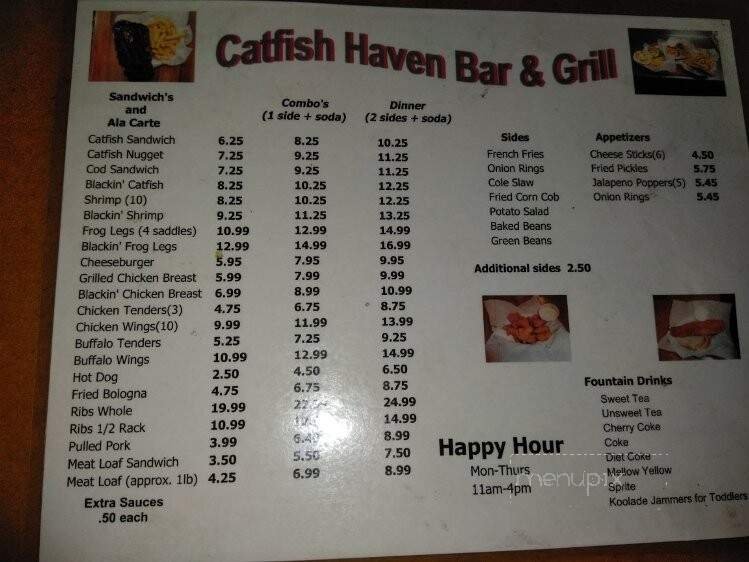 Catfish Haven Bar & Grill
Sandwich's and Ala Carte
Combo's (1 side + soda)
Dinner (2 sides + soda)
Catfish Sandwich 6.25 8.25 10.25
Catfish Nugget 7.25 9.25 11.25
Cod Sandwich 7.25 9.25 11.25
Blackin' Catfish 8.25 10.25 12.25
Shrimp (10) 8.25 10.25 12.25
Blackin' Shrimp 9.25 11.25 13.25
Frog Legs (4 saddles) 10.99 12.99 14.99
Blackin' Frog Legs 12.99 14.99 16.99
Cheeseburger 5.95 7.95 9.95
Grilled Chicken Breast 5.99 7.99 9.99
Blackin' Chicken Breast 6.99 8.99 10.99
Chicken Tenders(3) 4.75 6.75 8.75
Chicken Wings(10) 9.99 11.99 13.99
Buffalo Tenders 5.25 7.25 9.25
Buffalo Wings 10.99 12.99 14.99
Hot Dog 2.50 4.50 6.50
Fried Bologna 4.75 6.75 8.75
Ribs Whole 19.99 24.99
Ribs 1/2 Rack 10.99 14.99
Pulled Pork 3.99 8.99
Meat Loaf Sandwich 3.50 5.50 7.50
Meat Loaf (approx. 1lb) 4.25 6.99 8.99
Extra Sauces
.50 each
Sides
French Fries
Onion Rings
Cole Slaw
Fried Corn Cob
Potato Salad
Baked Beans
Green Beans
Additional sides 2.50
Appetizers
Cheese Sticks(6) 4.50
Fried Pickles 5.75
Jalapeno Poppers(5) 5.45
Onion Rings 5.45
Happy Hour
Mon-Thurs
11am-4pm
Fountain Drinks
Sweet Tea
Unsweet Tea
Cherry Coke
Coke
Diet Coke
Mellow Yellow
Sprite
Koolade Jammers for Toddlers
menupix